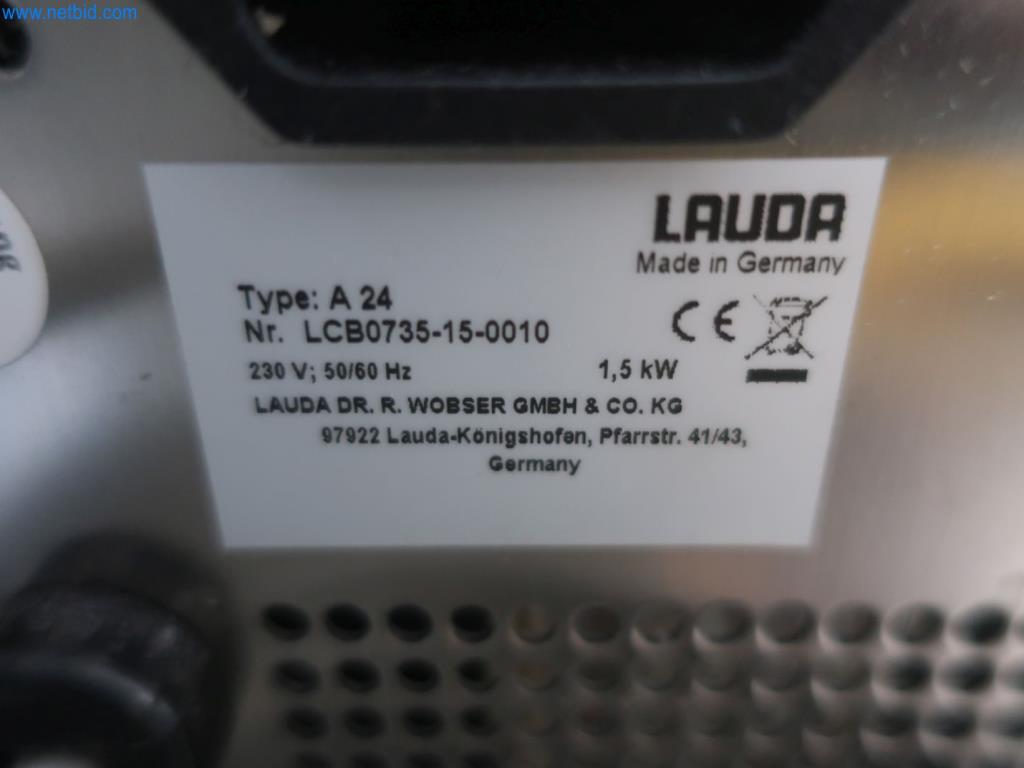 www.netbid.com
LAUDA
Made in Germany
Type: A 24
Nr. LCB0735-15-0010
230 V; 50/60 Hz 1,5 kW
LAUDA DR. R. WOBSER GMBH & CO. KG
97922 Lauda-Königshofen, Pfarrstr. 41/43,
Germany